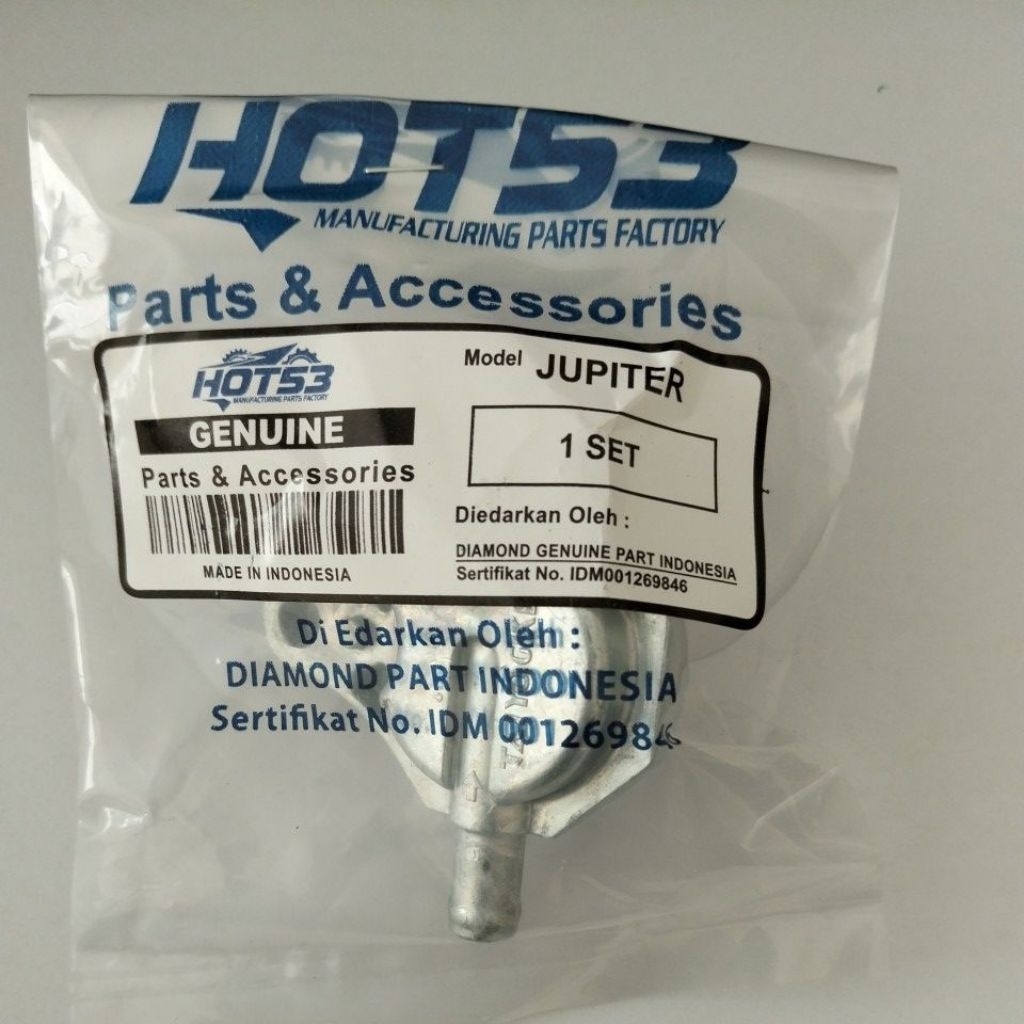 HOT53
MANUFACTURING PARTS FACTORY
Parts & Accessories
HOT53
MANUFACTURING PARTS FACTORY
GENUINE
Parts & Accessories
MADE IN INDONESIA
Model JUPITER
1 SET
Diedarkan Oleh :
DIAMOND GENUINE PART INDONESIA
Sertifikat No. IDM001269846
Di Edarkan Oleh :
DIAMOND PART INDONESIA
Sertifikat No. IDM 001269846